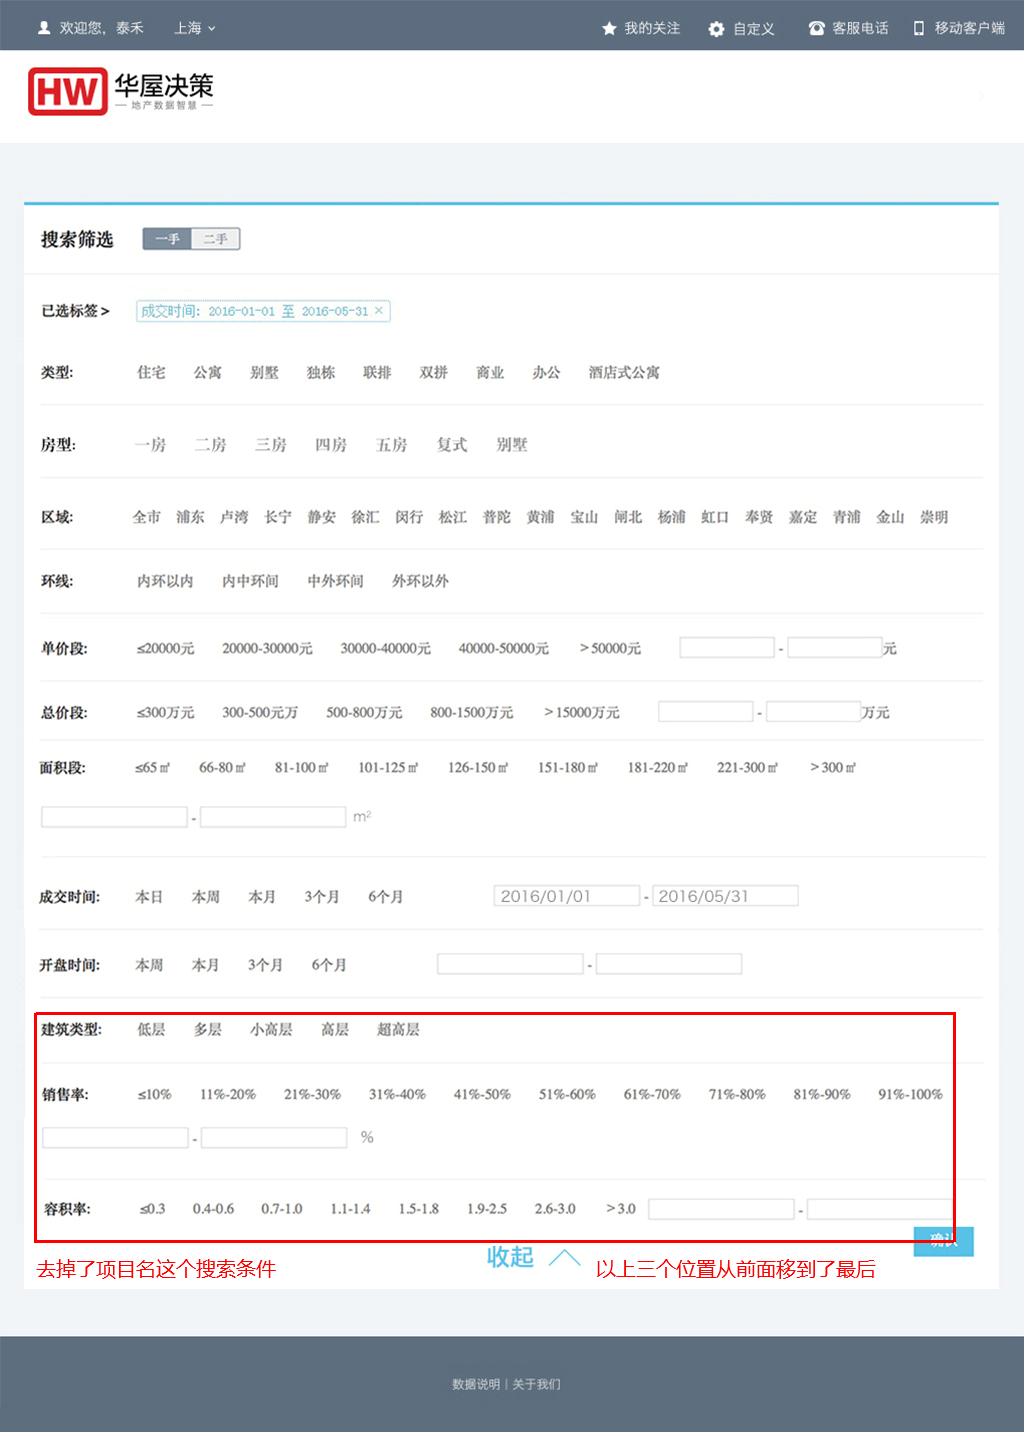 欢迎您，泰禾 上海 我的关注 自定义 客服电话 移动客户端
HW 华屋决策
地产数据智慧
搜索筛选 一手 二手
已选标签> 成交时间：2016-01-01 至 2016-05-31 ×
类型: 住宅 公寓 别墅 独栋 联排 双拼 商业 办公 酒店式公寓
房型: 一房 二房 三房 四房 五房 复式 别墅
区域: 全市 浦东 卢湾 长宁 静安 徐汇 闵行 松江 普陀 黄浦 宝山 闸北 杨浦 虹口 奉贤 嘉定 青浦 金山 崇明
环线: 内环以内 内中环间 中外环间 外环以外
单价段: ≤20000元 20000-30000元 30000-40000元 40000-50000元 >50000元 - 元
总价段: ≤300万元 300-500元万 500-800万元 800-1500万元 >15000万元 - 万元
面积段: ≤65㎡ 66-80㎡ 81-100㎡ 101-125㎡ 126-150㎡ 151-180㎡ 181-220㎡ 221-300㎡ >300㎡
- m²
成交时间: 本日 本周 本月 3个月 6个月 2016/01/01 - 2016/05/31
开盘时间: 本周 本月 3个月 6个月 -
建筑类型: 低层 多层 小高层 高层 超高层
销售率: ≤10% 11%-20% 21%-30% 31%-40% 41%-50% 51%-60% 61%-70% 71%-80% 81%-90% 91%-100%
- %
容积率: ≤0.3 0.4-0.6 0.7-1.0 1.1-1.4 1.5-1.8 1.9-2.5 2.6-3.0 >3.0 -
确认
去掉了项目名这个搜索条件 收起 以上三个位置从前面移到了最后
数据说明 | 关于我们